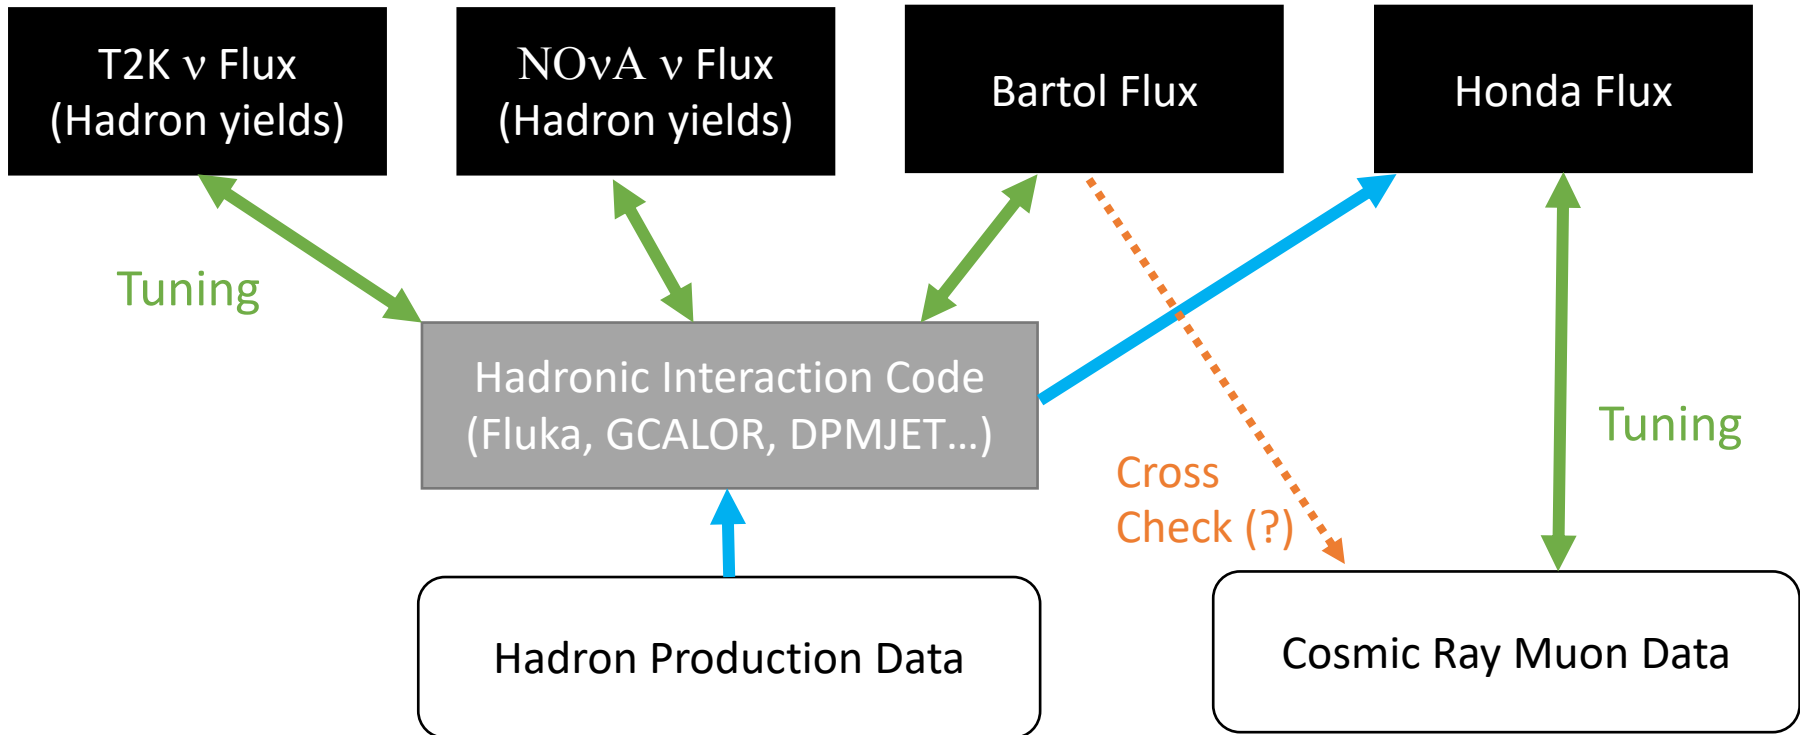 T2K ν Flux
(Hadron yields)
NOνA ν Flux
(Hadron yields)
Bartol Flux
Honda Flux
Tuning
Hadronic Interaction Code
(Fluka, GCALOR, DPMJET...)
Tuning
Cross
Check (?)
Hadron Production Data
Cosmic Ray Muon Data